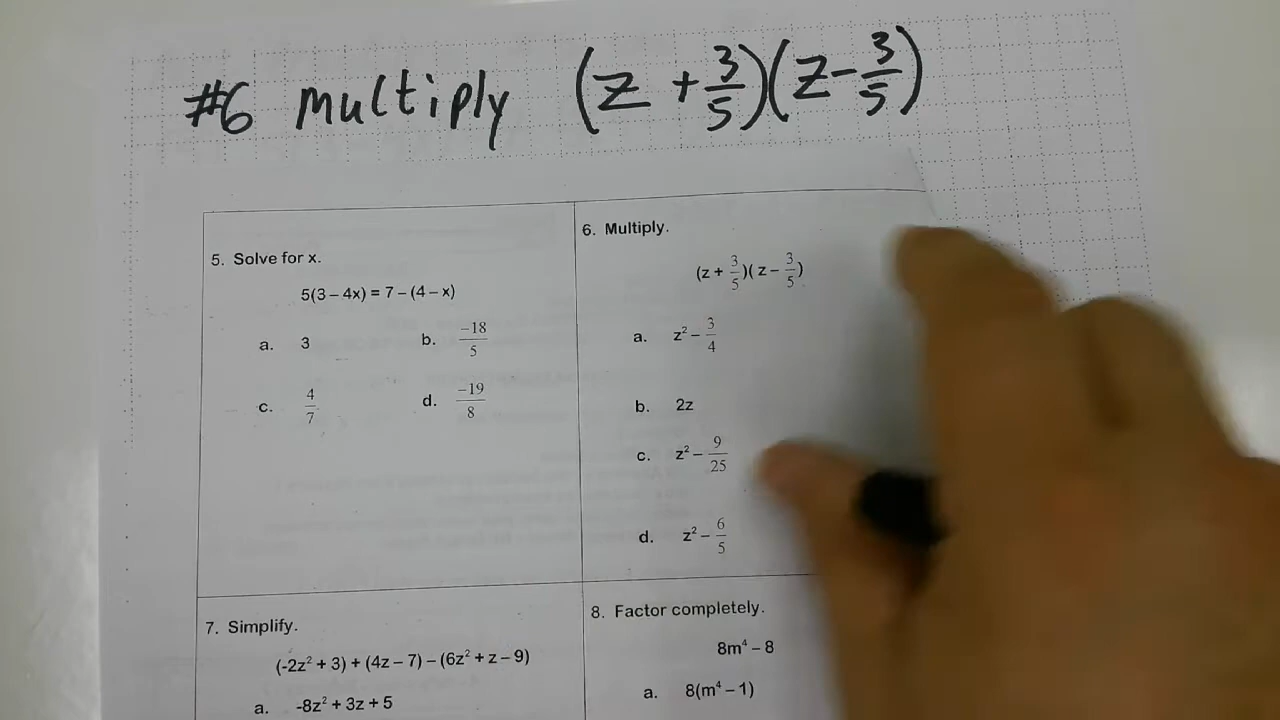 #6 multiply (z + 3/5)(z - 3/5)
5. Solve for x.
5(3 – 4x) = 7 – (4 – x)
a. 3
b. –18/5
c. 4/7
d. –19/8
6. Multiply.
(z + 3/5)( z – 3/5)
a. z² – 3/4
b. 2z
c. z² – 9/25
d. z² – 6/5
7. Simplify.
(-2z² + 3) + (4z – 7) – (6z² + z – 9)
a. -8z² + 3z + 5
8. Factor completely.
8m⁴ – 8
a. 8(m⁴ – 1)